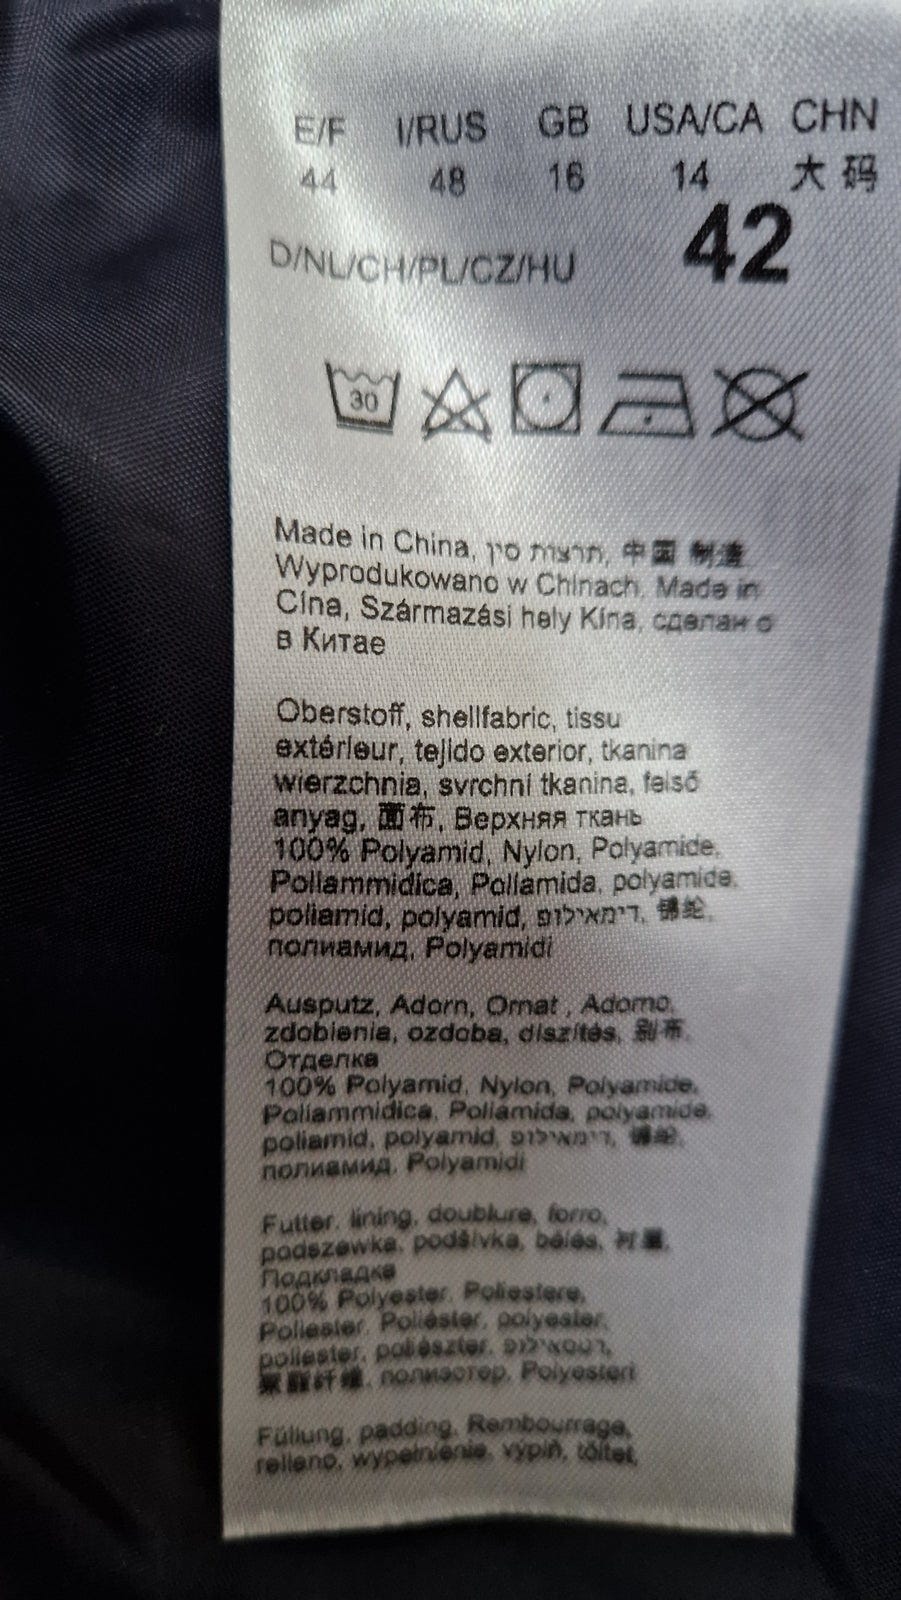 E/F I/RUS GB USA/CA CHN
44 48 16 14 大码
D/NL/CH/PL/CZ/HU 42
30
Made in China, תרצות סין, 中国 制造
Wyprodukowano w Chinach, Made in
Cína, Származási hely Kína, сделан о
в Китае
Oberstoff, shellfabric, tissu
extérieur, tejido exterior, tkanina
wierzchnia, svrchní tkanina, felső
anyag, 面布, Верхняя ткань
100% Polyamid, Nylon, Polyamide,
Poliammidica, Poliamida, polyamide,
poliamid, polyamid, פולאימיד, 锦纶,
полиамид, Polyamidi
Ausputz, Adorn, Ornat , Adorno,
zdobienia, ozdoba, díszítés, 别布,
Отделка
100% Polyamid, Nylon, Polyamide,
Poliammidica, Poliamida, polyamide,
poliamid, polyamid, פולאימיד, 锦纶,
полиамид, Polyamidi
Futter, lining, doublure, forro,
podszewka, podšívka, bélés, 衬里,
Подкладка
100% Polyester, Poliestere,
Poliester, Poliéster, polyester,
poliester, poliészter, 
聚酯纤维, полиэстер, Polyesteri
Füllung, padding, Rembourrage,
relleno, wypełnienie, výplň, töltet,